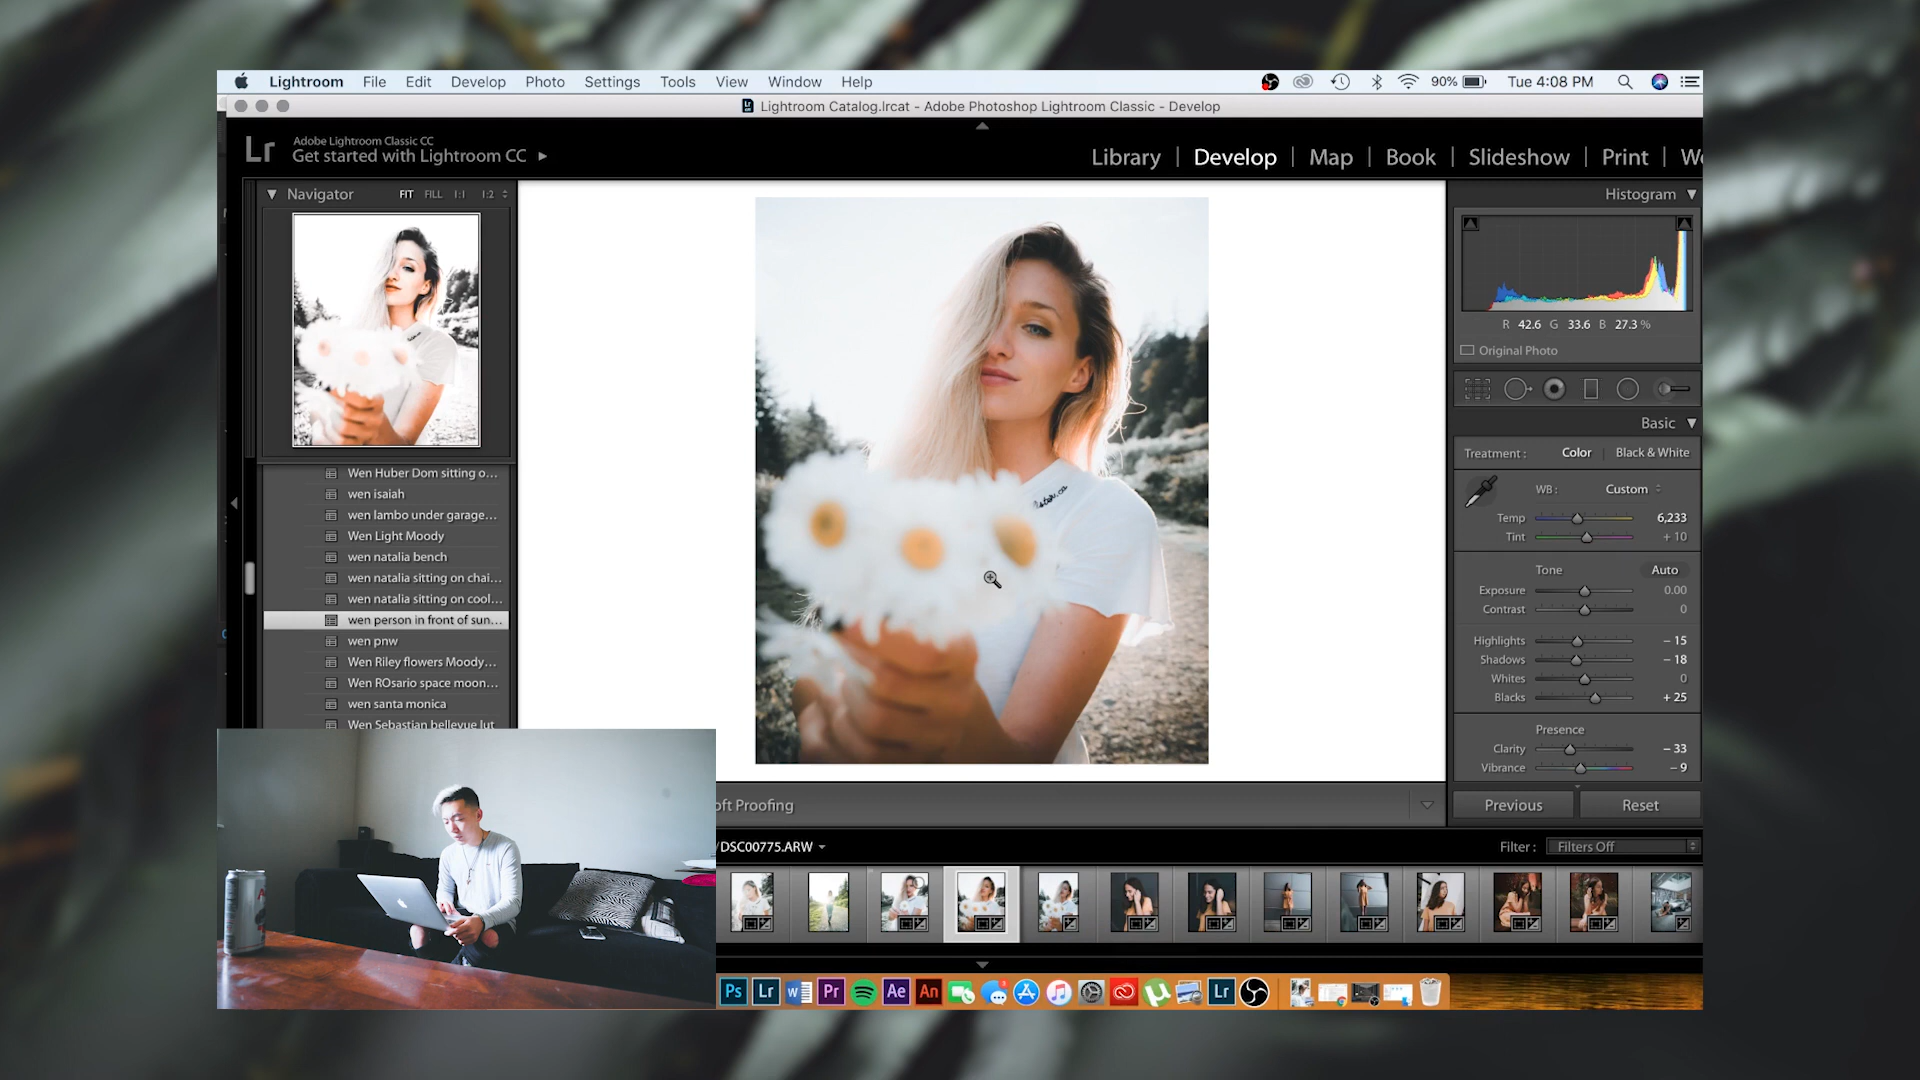 Lightroom File Edit Develop Photo Settings Tools View Window Help 90% Tue 4:08 PM
Lr Lightroom Catalog.lrcat - Adobe Photoshop Lightroom Classic - Develop
Lr Adobe Lightroom Classic CC
Get started with Lightroom CC
Library | Develop | Map | Book | Slideshow | Print |
Navigator FIT FILL 1:1 1:2
Wen Huber Dom sitting o...
wen isaiah
wen lambo under garage...
Wen Light Moody
wen natalia bench
wen natalia sitting on chai...
wen natalia sitting on cool...
wen person in front of sun...
wen pnw
Wen Riley flowers Moody...
Wen ROsario space moon...
wen santa monica
Wen Sebastian bellevue lut
Histogram
R 42.6 G 33.6 B 27.3 %
Original Photo
Basic
Treatment : Color | Black & White
WB : Custom
Temp 6,233
Tint + 10
Tone Auto
Exposure 0.00
Contrast 0
Highlights - 15
Shadows - 18
Whites 0
Blacks + 25
Presence
Clarity - 33
Vibrance - 9
Previous Reset
oft Proofing
/DSC00775.ARW
Filter : Filters Off
Ps Lr W Pr Ae An Lr